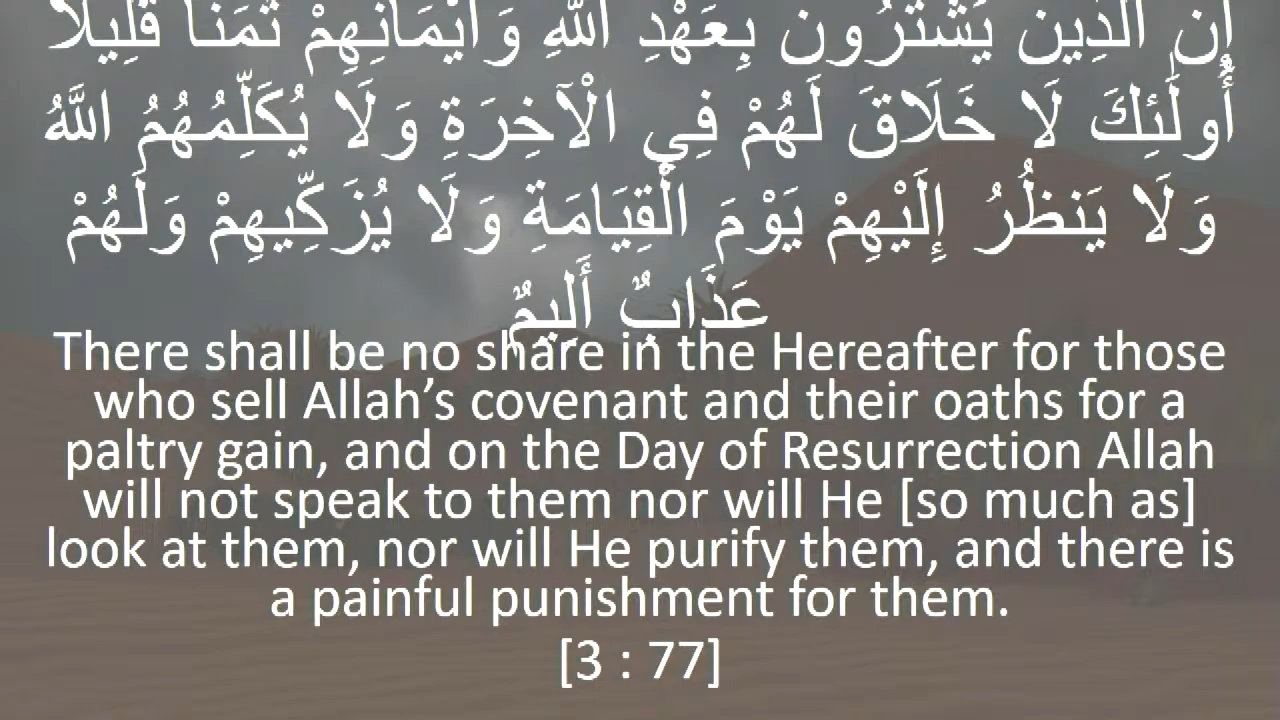 إِن الَّذِين يَشْتَرُون بِعَهْدِ اللَّهِ وَأَيْمَانِهِمْ ثَمَنًا قَلِيلًا
أُولَٰئِكَ لَا خَلَاقَ لَهُمْ فِي الْآخِرَةِ وَلَا يُكَلِّمُهُمُ اللَّهُ
وَلَا يَنظُرُ إِلَيْهِمْ يَوْمَ الْقِيَامَةِ وَلَا يُزَكِّيهِمْ وَلَهُمْ
عَذَابٌ أَلِيمٌ
There shall be no share in the Hereafter for those
who sell Allah’s covenant and their oaths for a
paltry gain, and on the Day of Resurrection Allah
will not speak to them nor will He [so much as]
look at them, nor will He purify them, and there is
a painful punishment for them.
[3 : 77]